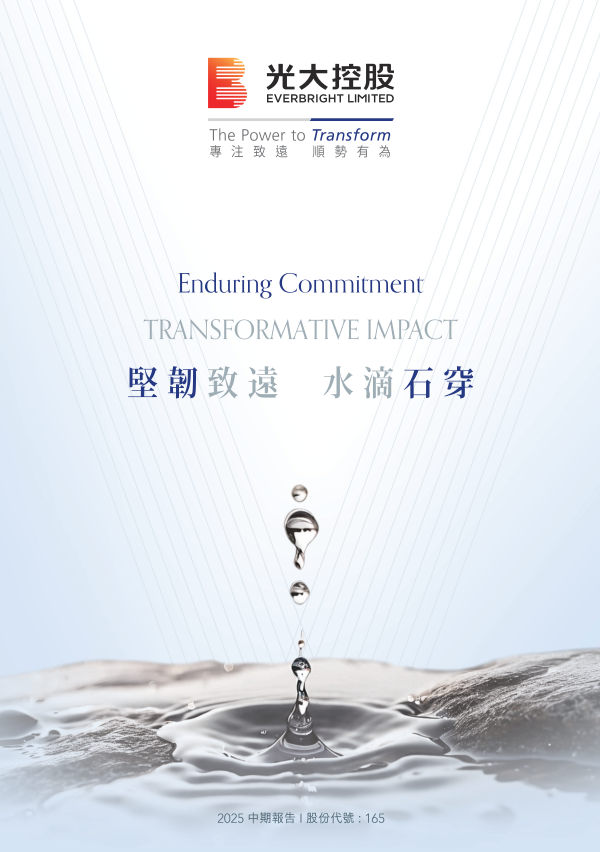 光大控股
EVERBRIGHT LIMITED
The Power to Transform
專注致遠 順勢有為
Enduring Commitment
TRANSFORMATIVE IMPACT
堅韌致遠 水滴石穿
2025 中期報告 | 股份代號 : 165